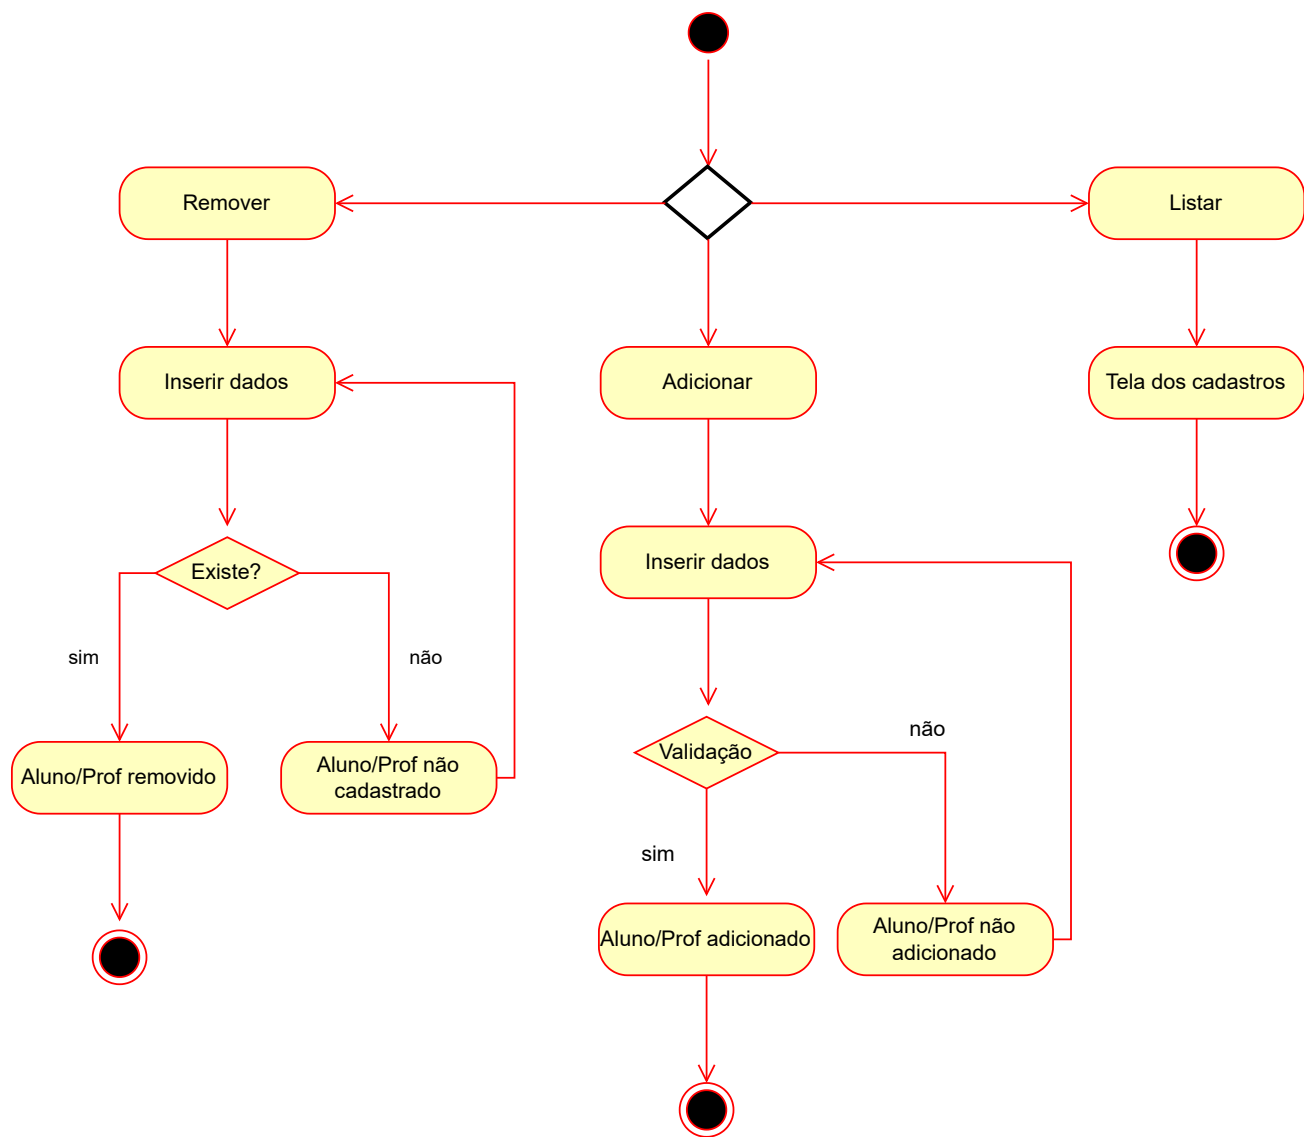 Remover
Listar
Inserir dados
Adicionar
Tela dos cadastros
Inserir dados
Existe?
sim
não
Validação
não
Aluno/Prof removido
Aluno/Prof não
cadastrado
sim
Aluno/Prof adicionado
Aluno/Prof não
adicionado